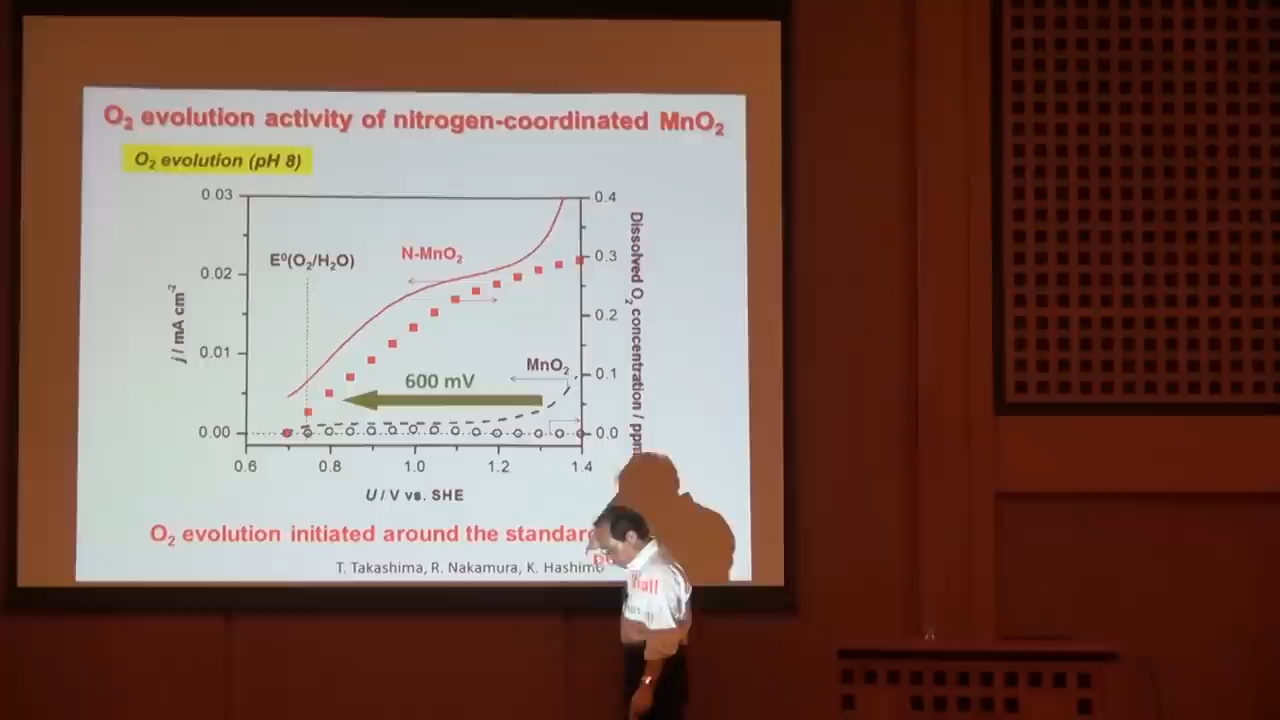 O₂ evolution activity of nitrogen-coordinated MnO₂
O₂ evolution (pH 8)
0.03
0.02
0.01
0.00
j / mA cm⁻²
E⁰(O₂/H₂O)
N-MnO₂
MnO₂
600 mV
0.4
0.3
0.2
0.1
0.0
Dissolved O₂ concentration / ppm
0.6 0.8 1.0 1.2 1.4
U / V vs. SHE
O₂ evolution initiated around the standard
T. Takashima, R. Nakamura, K. Hashimo